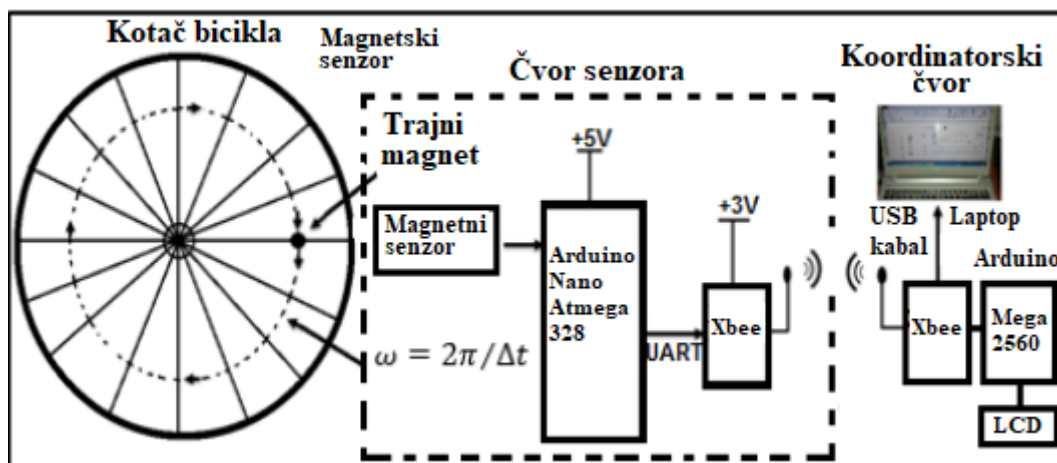 Kotač bicikla
Magnetski
senzor
Trajni
magnet
ω = 2π/Δt
Čvor senzora
Magnetni
senzor
+5V
Arduino
Nano
Atmega
328
UART
+3V
Xbee
Koordinatorski
čvor
USB
kabal
Laptop
Xbee
Arduino
Mega
2560
LCD